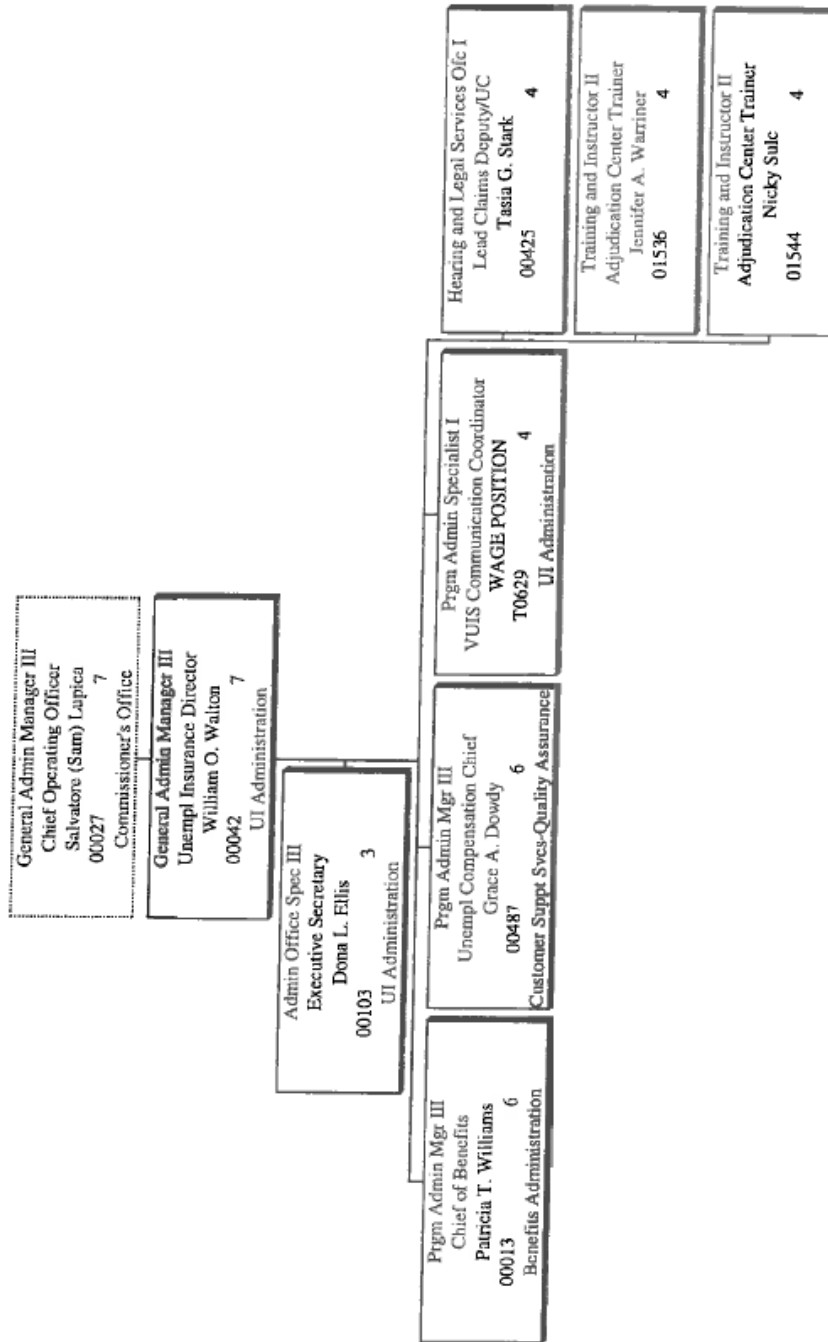 General Admin Manager III
Chief Operating Officer
Salvatore (Sam) Lupica
00027 7
Commissioner's Office
General Admin Manager III
Unempl Insurance Director
William O. Walton
00042 7
UI Administration
Admin Office Spec III
Executive Secretary
Dona L. Ellis
00103 3
UI Administration
Prgm Admin Mgr III
Chief of Benefits
Patricia T. Williams
00013 6
Benefits Administration
Prgm Admin Mgr III
Unempl Compensation Chief
Grace A. Dowdy
00487 6
Customer Suppt Svcs-Quality Assurance
Prgm Admin Specialist I
VUIS Communication Coordinator
WAGE POSITION
T0629 4
UI Administration
Hearing and Legal Services Ofc I
Lead Claims Deputy/UC
Tasia G. Stark
00425 4
Training and Instructor II
Adjudication Center Trainer
Jennifer A. Warriner
01536 4
Training and Instructor II
Adjudication Center Trainer
Nicky Sulc
01544 4